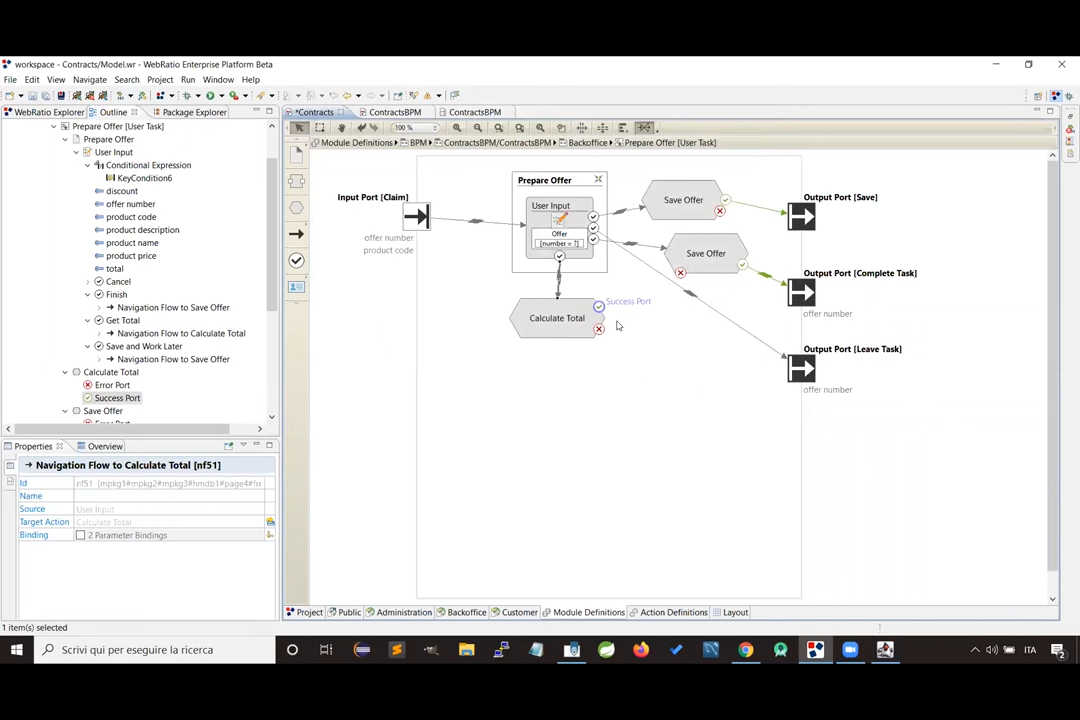 workspace - Contracts/Model.wr - WebRatio Enterprise Platform Beta
File Edit View Navigate Search Project Run Window Help
WebRatio Explorer Outline Package Explorer
Prepare Offer [User Task]
Prepare Offer
User Input
Conditional Expression
KeyCondition6
discount
offer number
product code
product description
product name
product price
total
Cancel
Finish
Navigation Flow to Save Offer
Get Total
Navigation Flow to Calculate Total
Save and Work Later
Navigation Flow to Save Offer
Calculate Total
Error Port
Success Port
Save Offer
Properties Overview
Navigation Flow to Calculate Total [nf51]
Id
Name
Source User Input
Target Action Calculate Total
Binding 2 Parameter Bindings
*Contracts ContractsBPM ContractsBPM
100 %
Module Definitions BPM ContractsBPM/ContractsBPM Backoffice Prepare Offer [User Task]
Input Port [Claim]
offer number
product code
Prepare Offer
User Input
Offer
[number = ?]
Save Offer
Save Offer
Calculate Total
Success Port
Output Port [Save]
Output Port [Complete Task]
offer number
Output Port [Leave Task]
offer number
Project Public Administration Backoffice Customer Module Definitions Action Definitions Layout
1 item(s) selected
Scrivi qui per eseguire la ricerca
ITA
2